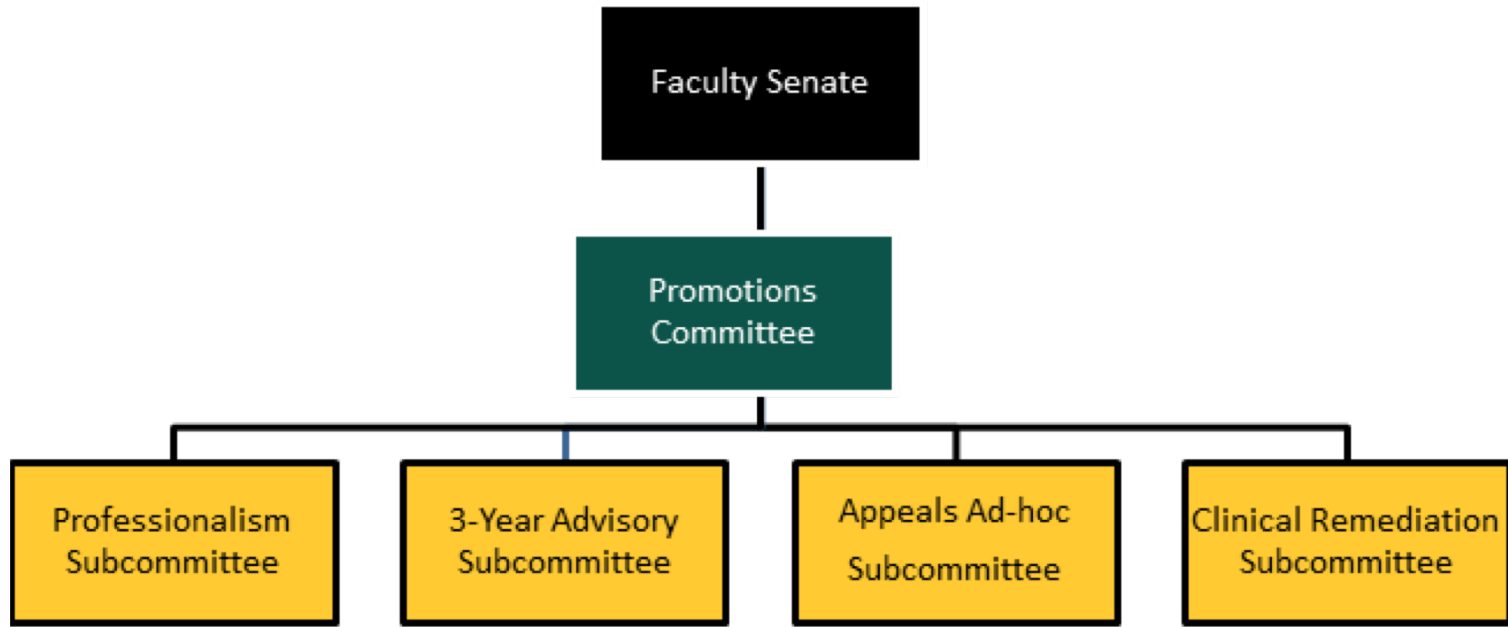 Faculty Senate
Promotions
Committee
Professionalism
Subcommittee
3-Year Advisory
Subcommittee
Appeals Ad-hoc
Subcommittee
Clinical Remediation
Subcommittee